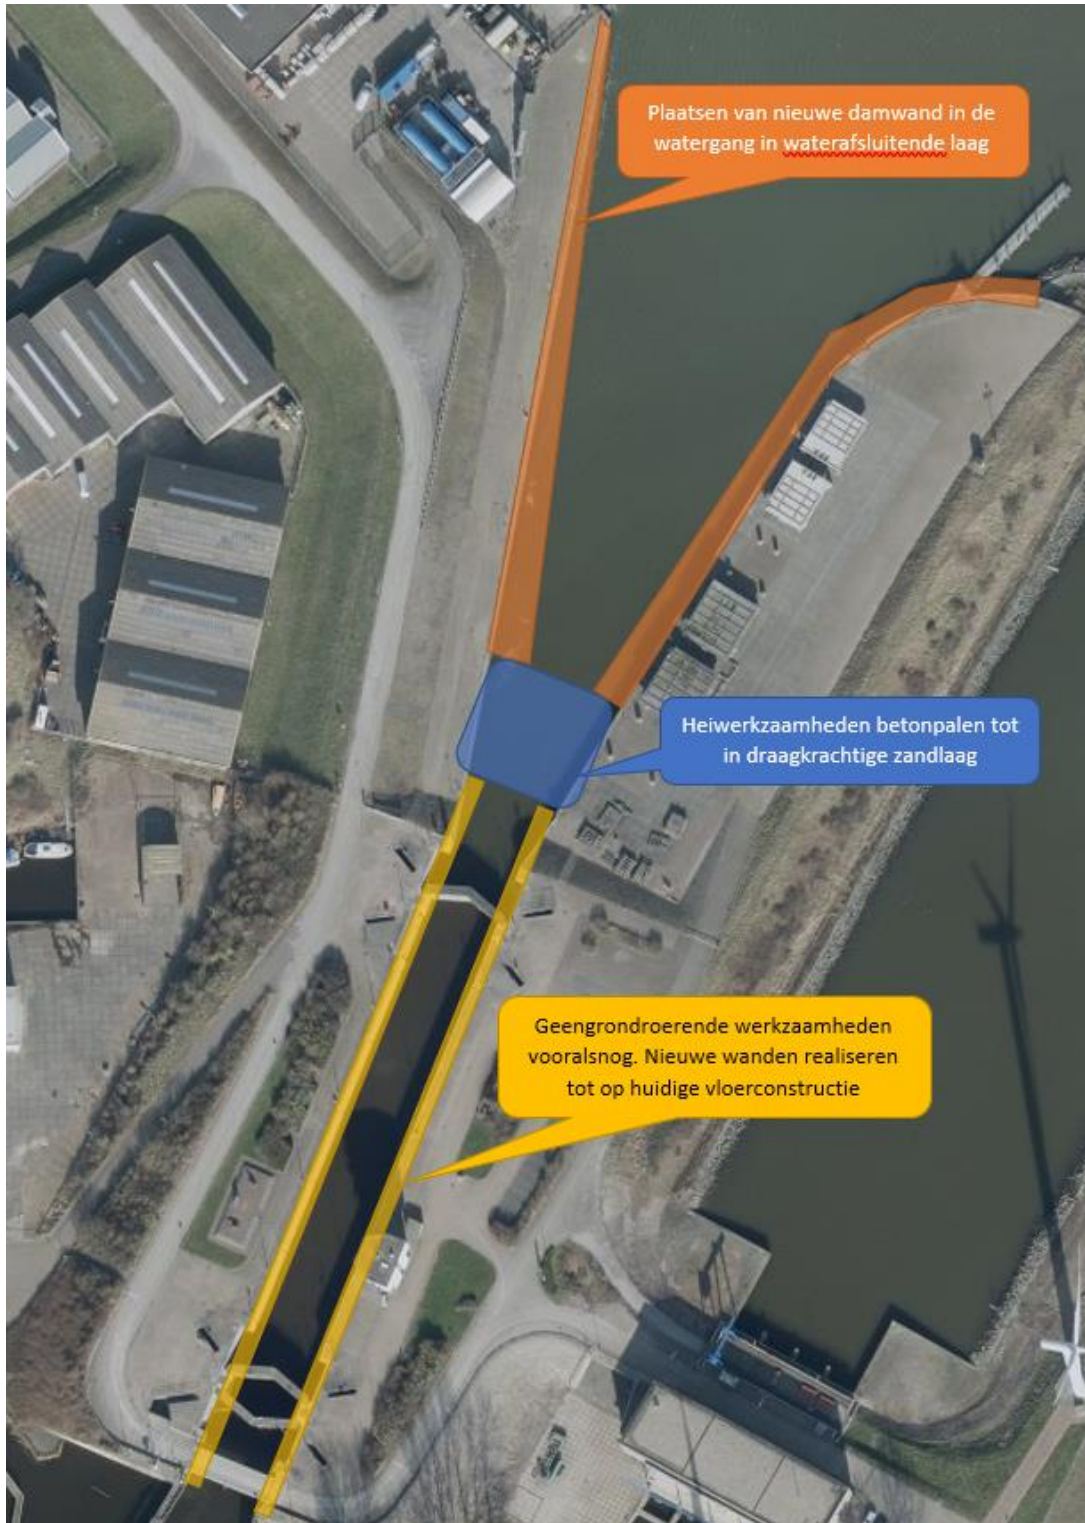 Plaatsen van nieuwe damwand in de
watergang in waterafsluitende laag
Heiwerkzaamheden betonpalen tot
in draagkrachtige zandlaag
Geengrondroerende werkzaamheden
vooralsnog. Nieuwe wanden realiseren
tot op huidige vloerconstructie